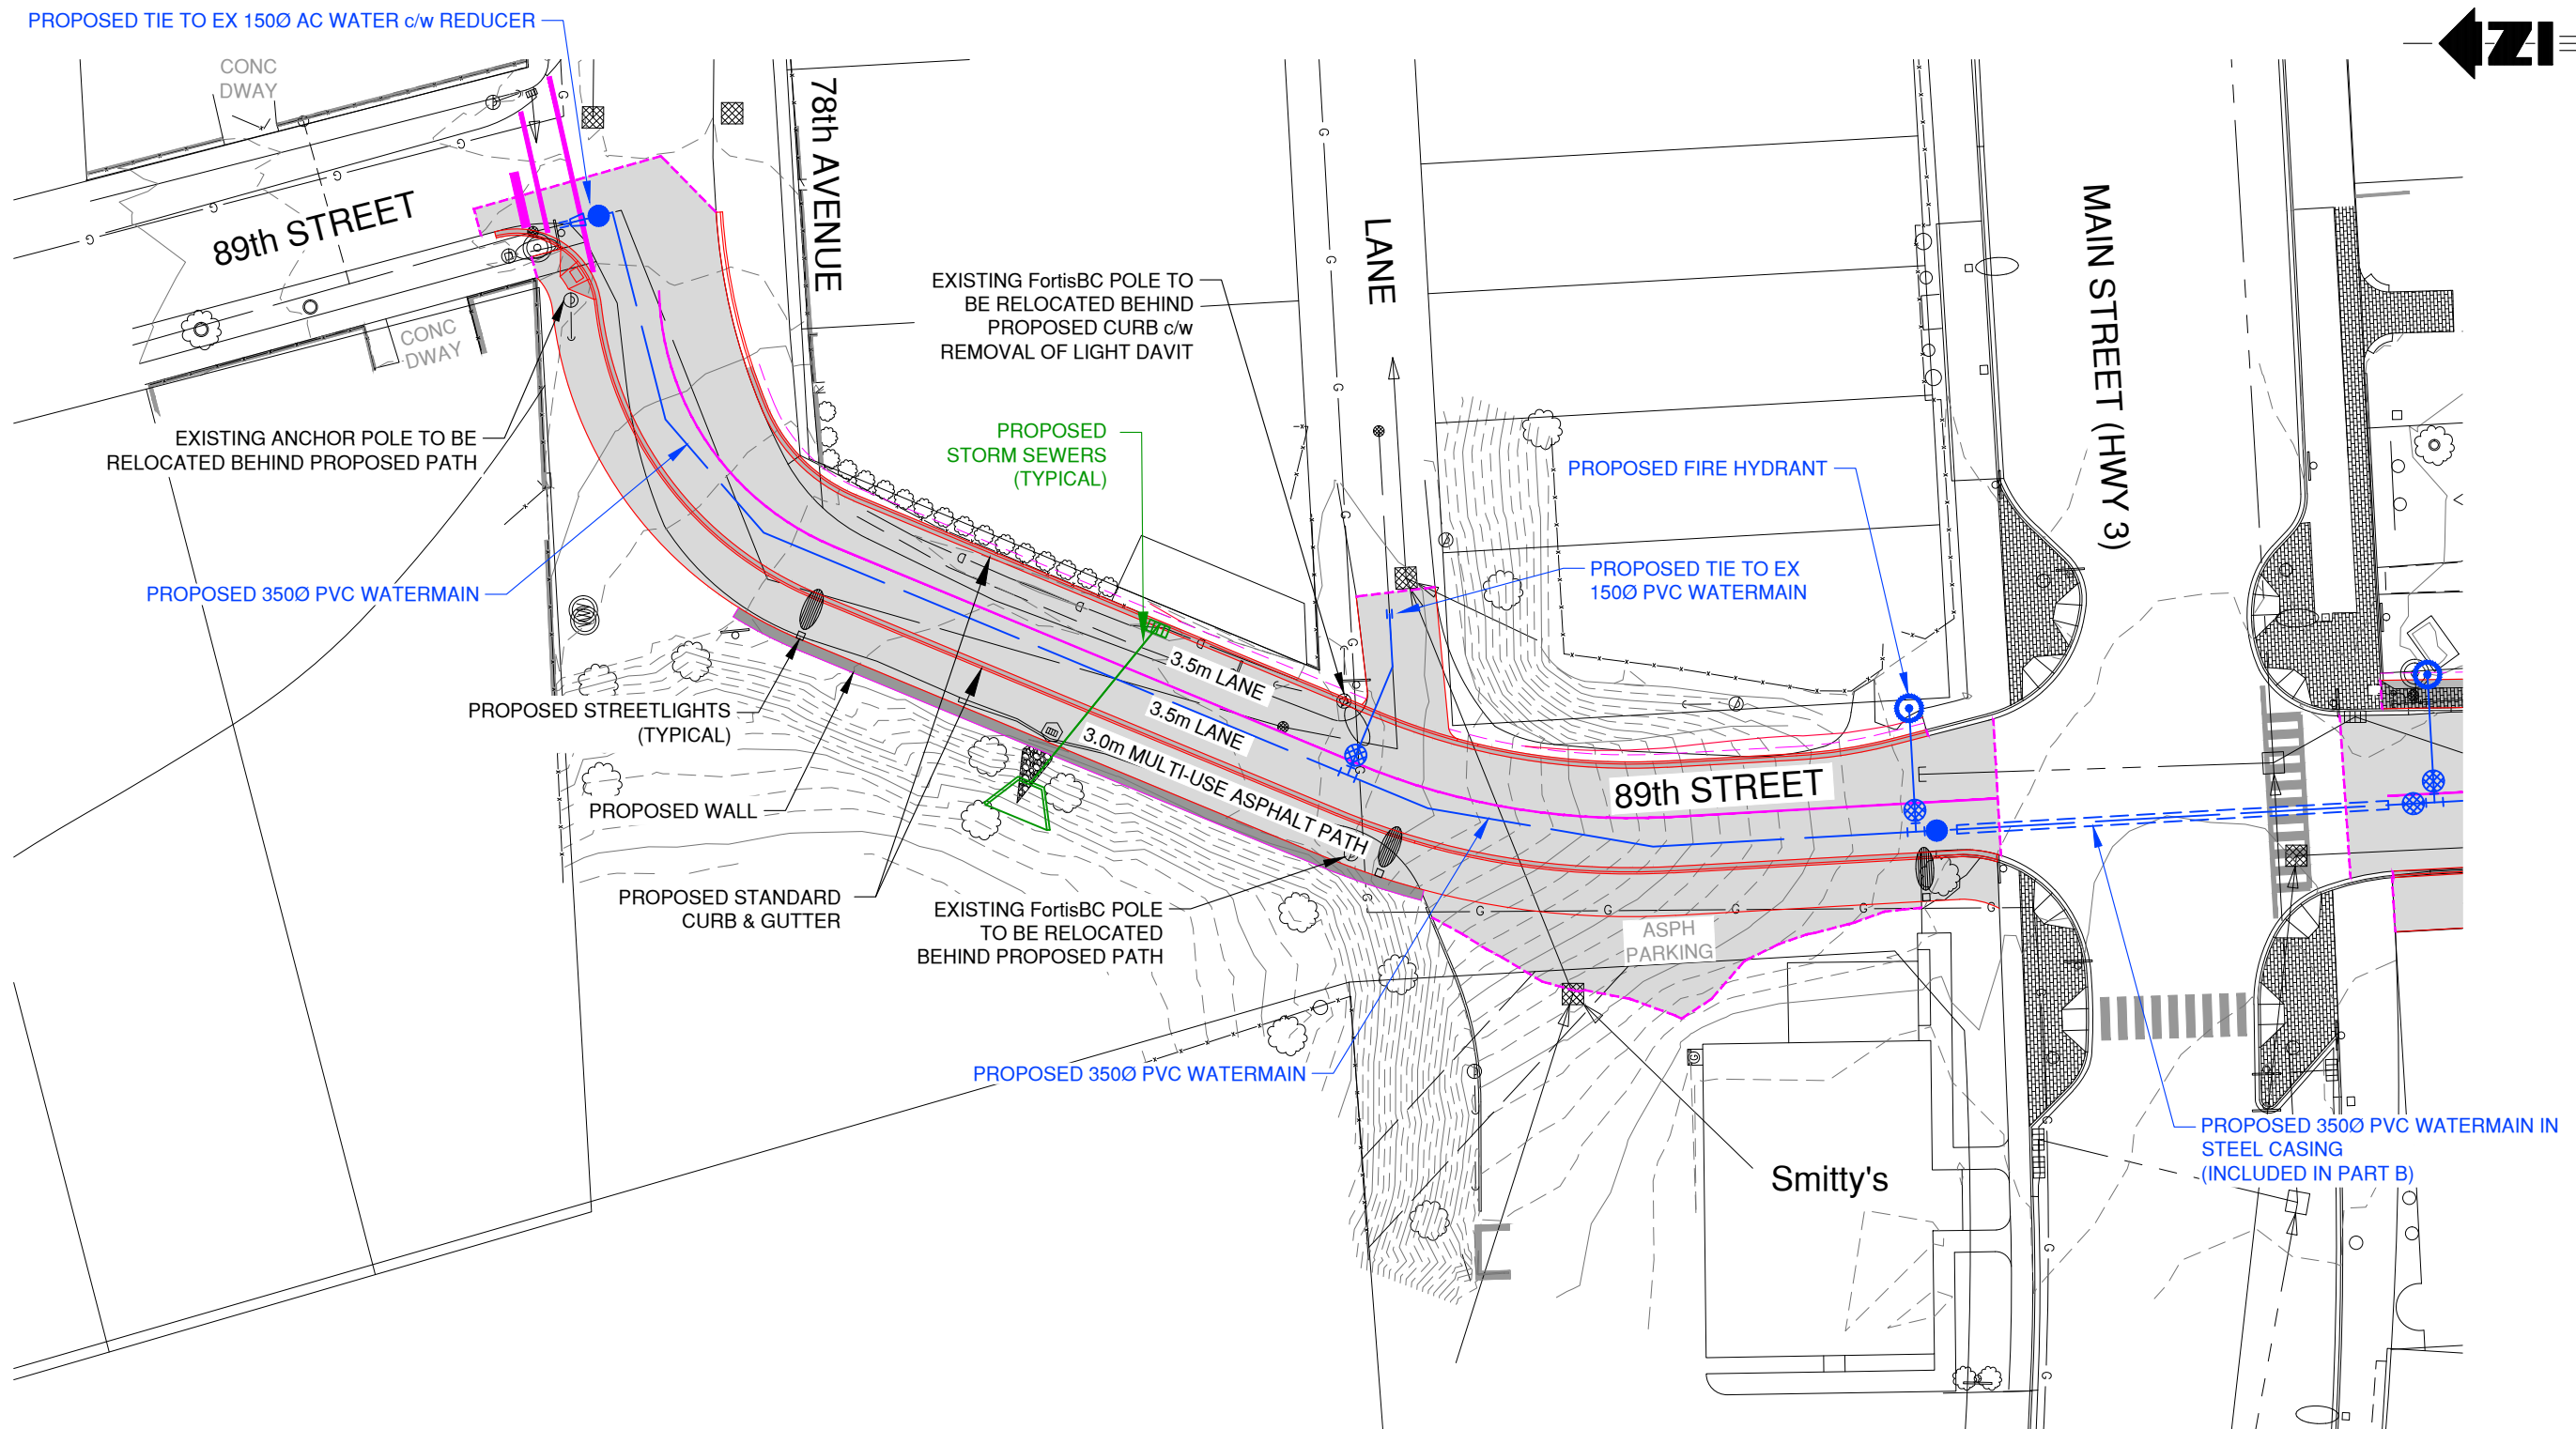 PROPOSED TIE TO EX 150Ø AC WATER c/w REDUCER
N
CONC
DWAY
89th STREET
78th AVENUE
CONC
DWAY
EXISTING FortisBC POLE TO
BE RELOCATED BEHIND
PROPOSED CURB c/w
REMOVAL OF LIGHT DAVIT
LANE
MAIN STREET (HWY 3)
EXISTING ANCHOR POLE TO BE
RELOCATED BEHIND PROPOSED PATH
PROPOSED
STORM SEWERS
(TYPICAL)
PROPOSED FIRE HYDRANT
PROPOSED 350Ø PVC WATERMAIN
PROPOSED TIE TO EX
150Ø PVC WATERMAIN
3.5m LANE
3.5m LANE
3.0m MULTI-USE ASPHALT PATH
PROPOSED STREETLIGHTS
(TYPICAL)
89th STREET
PROPOSED WALL
PROPOSED STANDARD
CURB & GUTTER
EXISTING FortisBC POLE
TO BE RELOCATED
BEHIND PROPOSED PATH
ASPH
PARKING
PROPOSED 350Ø PVC WATERMAIN
Smitty's
PROPOSED 350Ø PVC WATERMAIN IN
STEEL CASING
(INCLUDED IN PART B)